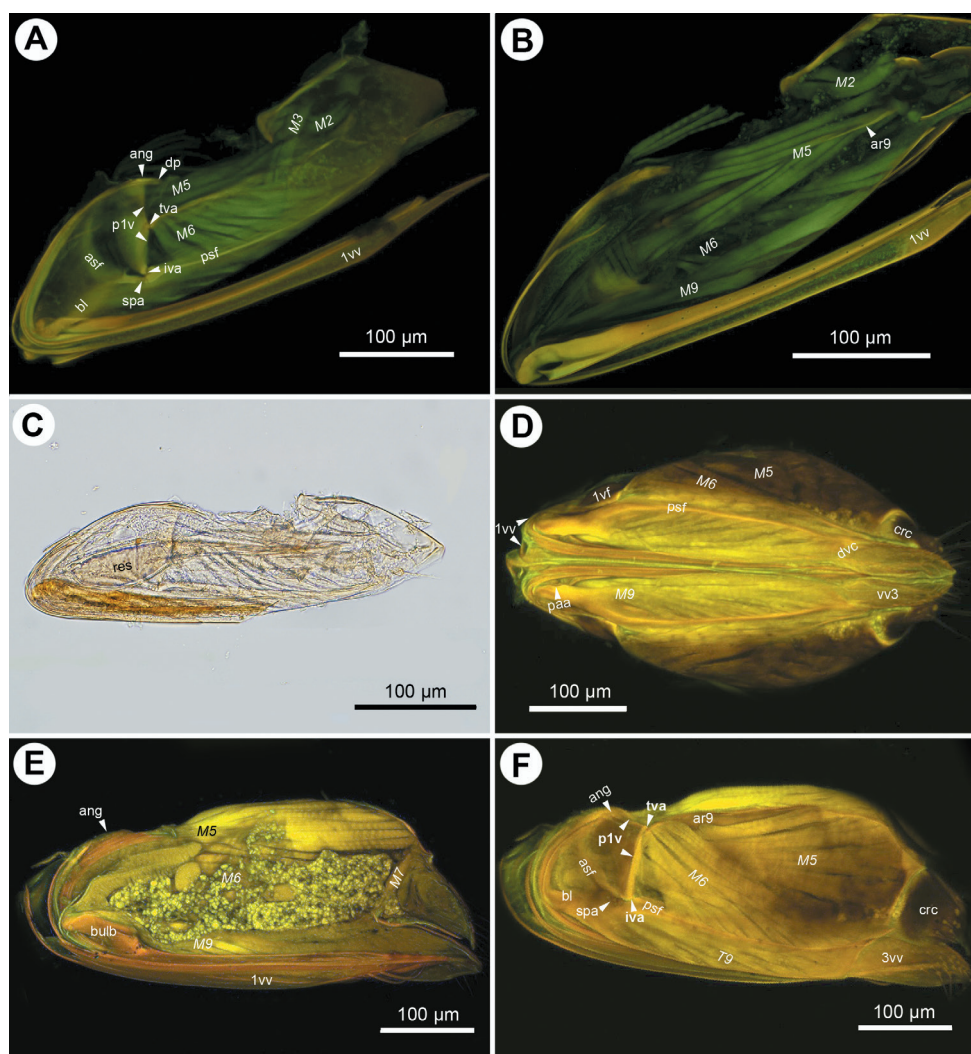 A
M3
M2
ang
dp
M5
p1v
tva
M6
asf
psf
iva
bl
spa
1vv
100 µm
B
M2
M5
ar9
M6
M9
1vv
100 µm
C
res
100 µm
D
M5
M6
1vf
psf
1vv
crc
dvc
paa
M9
vv3
100 µm
E
ang
M5
M6
M7
bulb
M9
1vv
100 µm
F
ang
tva
p1v
ar9
M5
asf
M6
bl
spa
psf
iva
crc
T9
3vv
100 µm